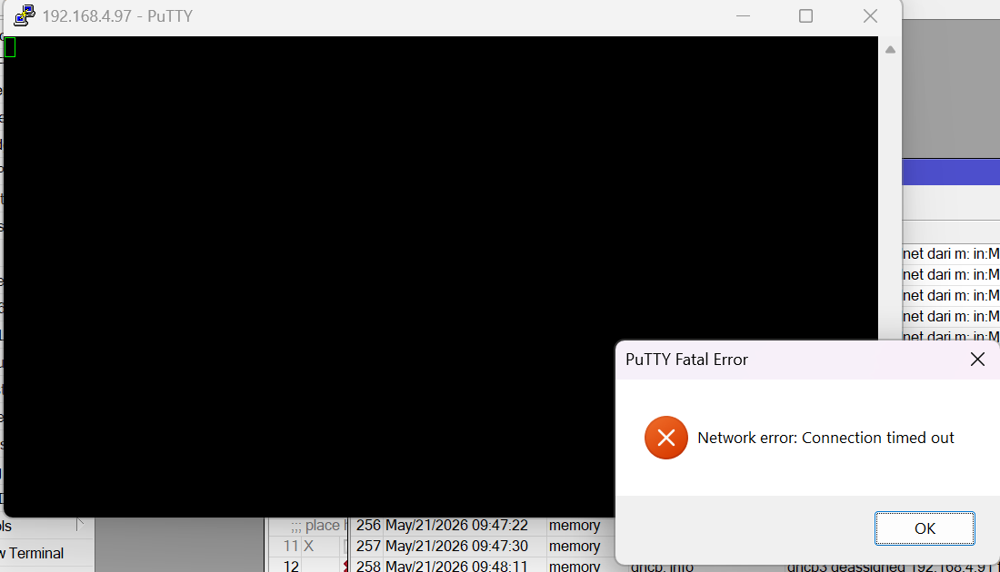 192.168.4.97 - PuTTY
net dari m: in:M
net dari m: in:M
net dari m: in:M
net dari m: in:M
net dari m: in:M
PuTTY Fatal Error
Network error: Connection timed out
OK
ls
w Terminal
;;; place
11 X
12
256 May/21/2026 09:47:22 memory
257 May/21/2026 09:47:30 memory
258 May/21/2026 09:48:11 memory dhcp, info dhcp3 deassigned 192.168.4.91 f